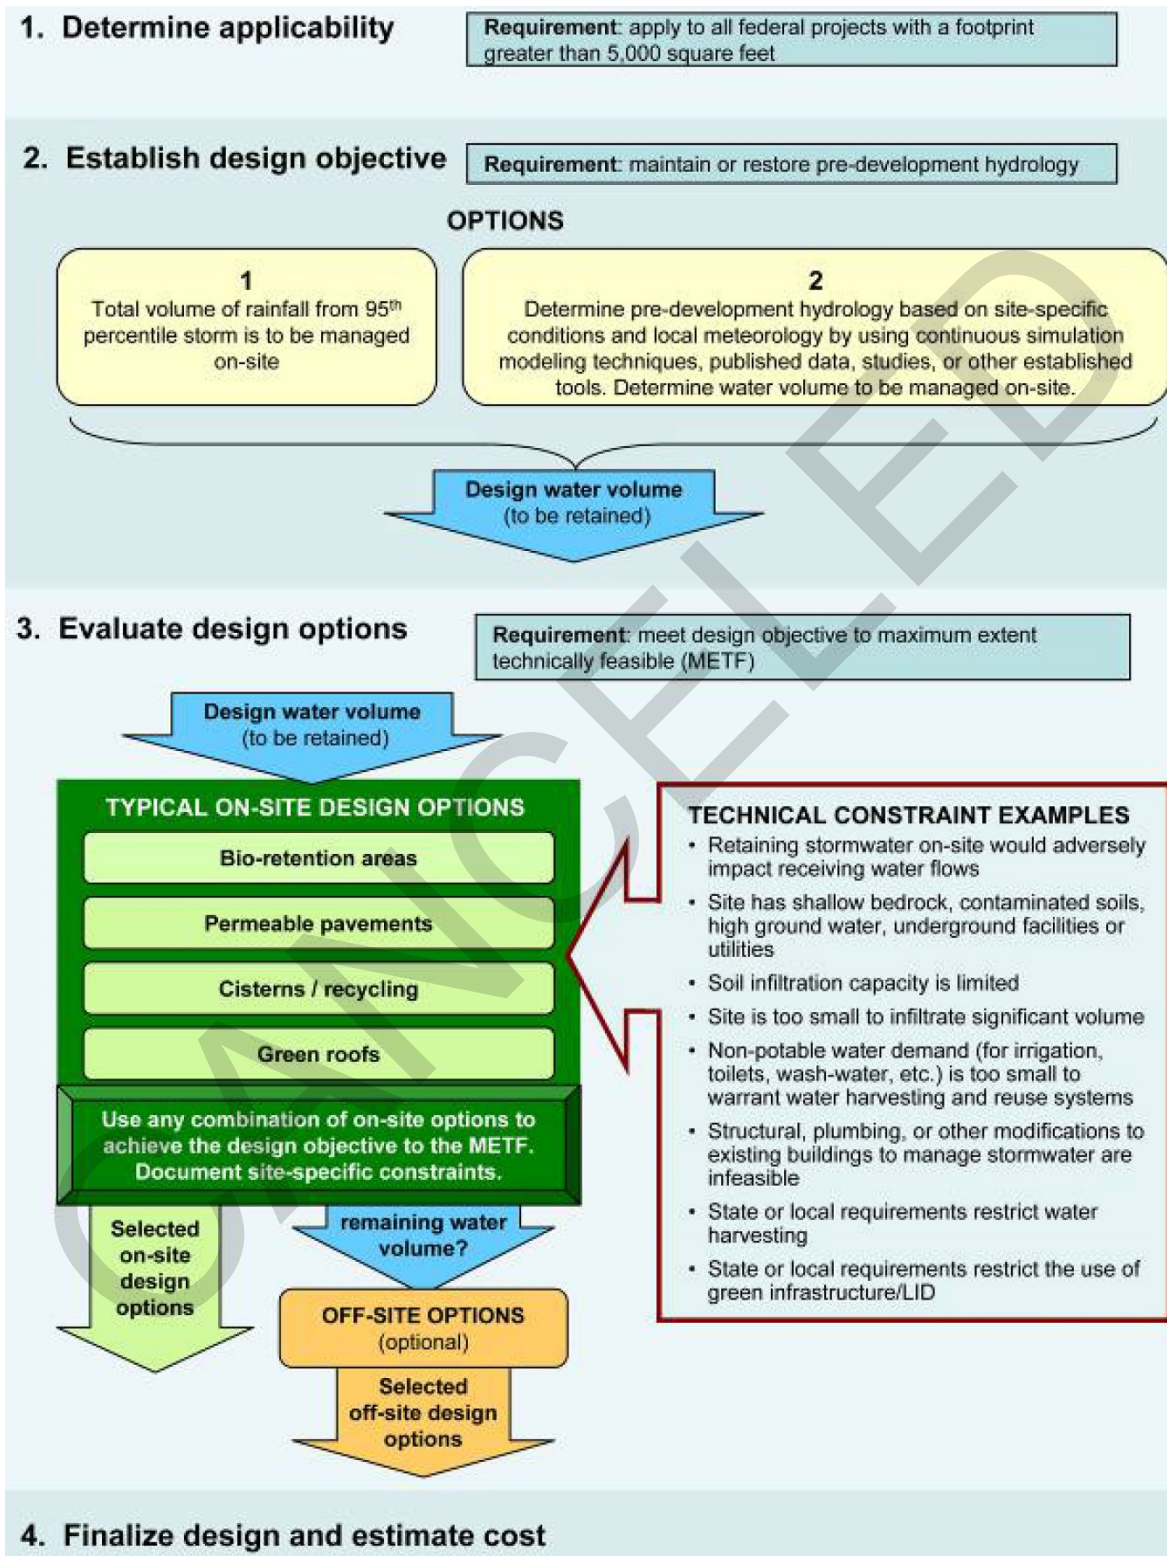 1. Determine applicability
Requirement: apply to all federal projects with a footprint
greater than 5,000 square feet
2. Establish design objective
Requirement: maintain or restore pre-development hydrology
OPTIONS
1
Total volume of rainfall from 95th
percentile storm is to be managed
on-site
2
Determine pre-development hydrology based on site-specific
conditions and local meteorology by using continuous simulation
modeling techniques, published data, studies, or other established
tools. Determine water volume to be managed on-site.
Design water volume
(to be retained)
3. Evaluate design options
Requirement: meet design objective to maximum extent
technically feasible (METF)
Design water volume
(to be retained)
TYPICAL ON-SITE DESIGN OPTIONS
Bio-retention areas
Permeable pavements
Cisterns / recycling
Green roofs
Use any combination of on-site options to
achieve the design objective to the METF.
Document site-specific constraints.
TECHNICAL CONSTRAINT EXAMPLES
• Retaining stormwater on-site would adversely
impact receiving water flows
• Site has shallow bedrock, contaminated soils,
high ground water, underground facilities or
utilities
• Soil infiltration capacity is limited
• Site is too small to infiltrate significant volume
• Non-potable water demand (for irrigation,
toilets, wash-water, etc.) is too small to
warrant water harvesting and reuse systems
• Structural, plumbing, or other modifications to
existing buildings to manage stormwater are
infeasible
• State or local requirements restrict water
harvesting
• State or local requirements restrict the use of
green infrastructure/LID
Selected
on-site
design
options
remaining water
volume?
OFF-SITE OPTIONS
(optional)
Selected
off-site design
options
4. Finalize design and estimate cost
CANCELED